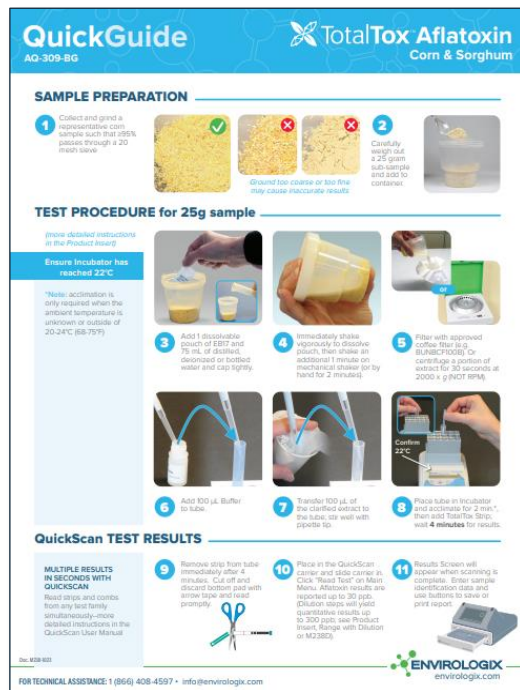 QuickGuide
AQ-309-BG
TotalTox™ Aflatoxin
Corn & Sorghum
SAMPLE PREPARATION
1
Collect and grind a
representative corn
sample such that ≥95%
passes through a 20
mesh sieve
Ground too coarse or too fine
may cause inaccurate results
2
Carefully
weigh out
a 25 gram
sub-sample
and add to
container.
TEST PROCEDURE for 25g sample
(more detailed instructions
in the Product Insert)
Ensure Incubator has
reached 22°C
*Note: acclimation is
only required when the
ambient temperature is
unknown or outside of
20-24°C (68-75°F)
3
Add 1 dissolvable
pouch of EB17 and
75 mL of distilled,
deionized or bottled
water and cap tightly.
4
Immediately shake
vigorously to dissolve
pouch, then shake an
additional 1 minute on
mechanical shaker (or by
hand for 2 minutes).
or
5
Filter with approved
coffee filter (e.g.
BUNBCF100B). Or
centrifuge a portion of
extract for 30 seconds at
2000 x g (NOT RPM).
6
Add 100 µL Buffer
to tube.
7
Transfer 100 µL of
the clarified extract to
the tube; stir well with
pipette tip.
Confirm
22°C
8
Place tube in Incubator
and acclimate for 2 min.*,
then add TotalTox Strip,
wait 4 minutes for results.
QuickScan TEST RESULTS
MULTIPLE RESULTS
IN SECONDS WITH
QUICKSCAN
Read strips and combs
from any test family
simultaneously–more
detailed instructions in the
QuickScan User Manual
9
Remove strip from tube
immediately after 4
minutes. Cut off and
discard bottom pad with
arrow tape and read
promptly.
10
Place in the QuickScan
carrier and slide carrier in.
Click "Read Test" on Main
Menu. Aflatoxin results are
reported up to 30 ppb.
(Dilution steps will yield
quantitative results up
to 300 ppb; see Product
Insert, Range with Dilution
or M238D).
11
Results Screen will
appear when scanning is
complete. Enter sample
identification data and
use buttons to save or
print report.
ENVIROLOGIX
envirologix.com
FOR TECHNICAL ASSISTANCE: 1 (866) 408-4597 • info@envirologix.com